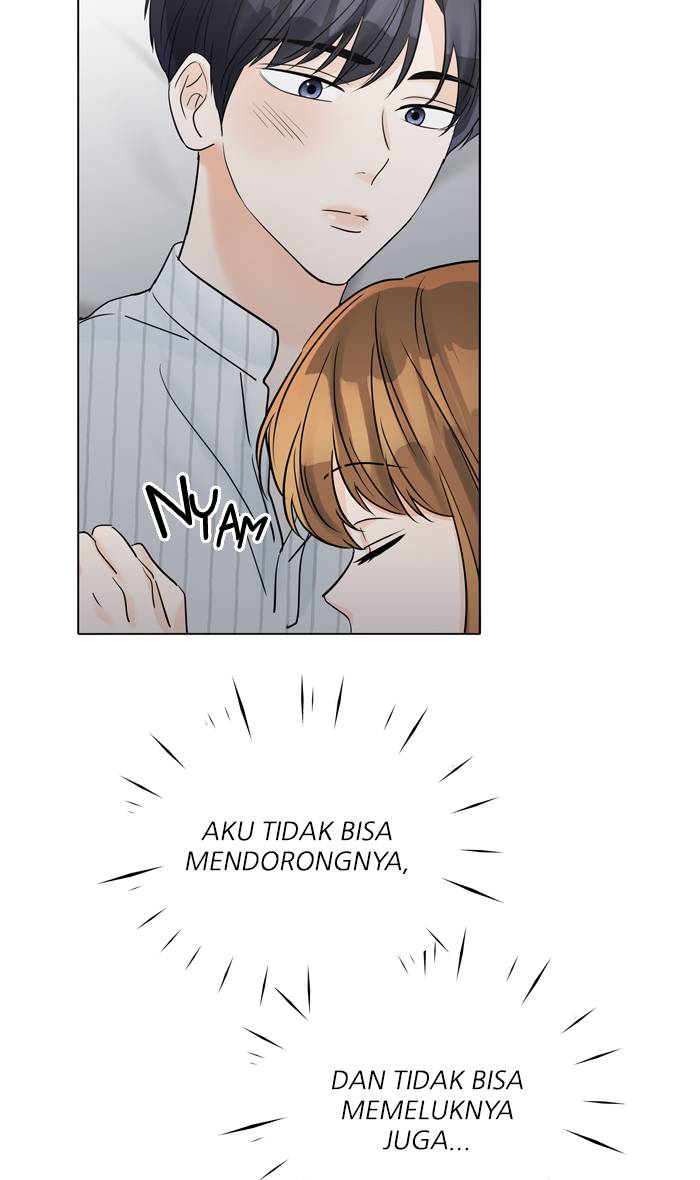 NYAM
AKU TIDAK BISA
MENDORONGNYA,
DAN TIDAK BISA
MEMELUKNYA
JUGA...